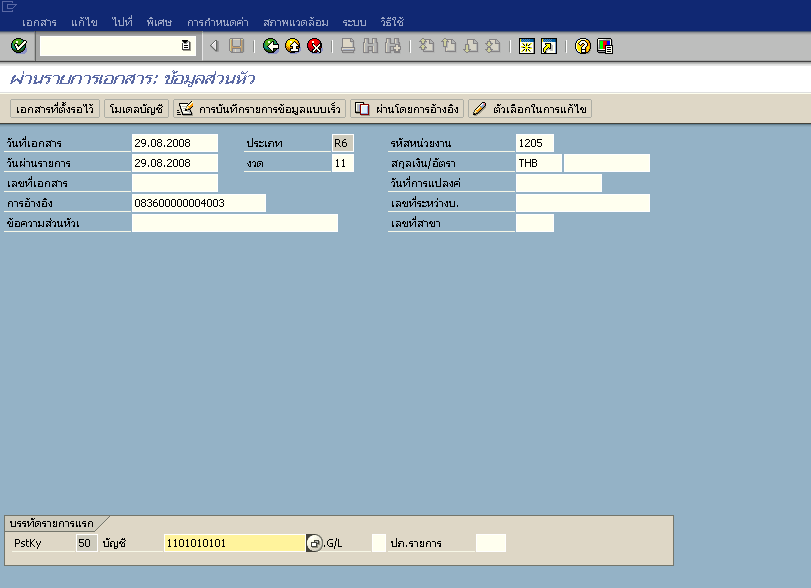 เอกสาร แก้ไข ไปที่ พิเศษ การกำหนดค่า สภาพแวดล้อม ระบบ วิธีใช้
ผ่านรายการเอกสาร: ข้อมูลส่วนหัว
เอกสารที่ตั้งรอไว้ โมเดลบัญชี การบันทึกรายการข้อมูลแบบเร็ว ผ่านโดยการอ้างอิง ตัวเลือกในการแก้ไข
วันที่เอกสาร 29.08.2008 ประเภท R6 รหัสหน่วยงาน 1205
วันผ่านรายการ 29.08.2008 งวด 11 สกุลเงิน/อัตรา THB
เลขที่เอกสาร วันที่การแปลงค่
การอ้างอิง 083600000004003 เลขที่ระหว่างบ.
ข้อความส่วนหัวเ เลขที่สาขา
บรรทัดรายการแรก
PstKy 50 บัญชี 1101010101 .G/L ปภ.รายการ